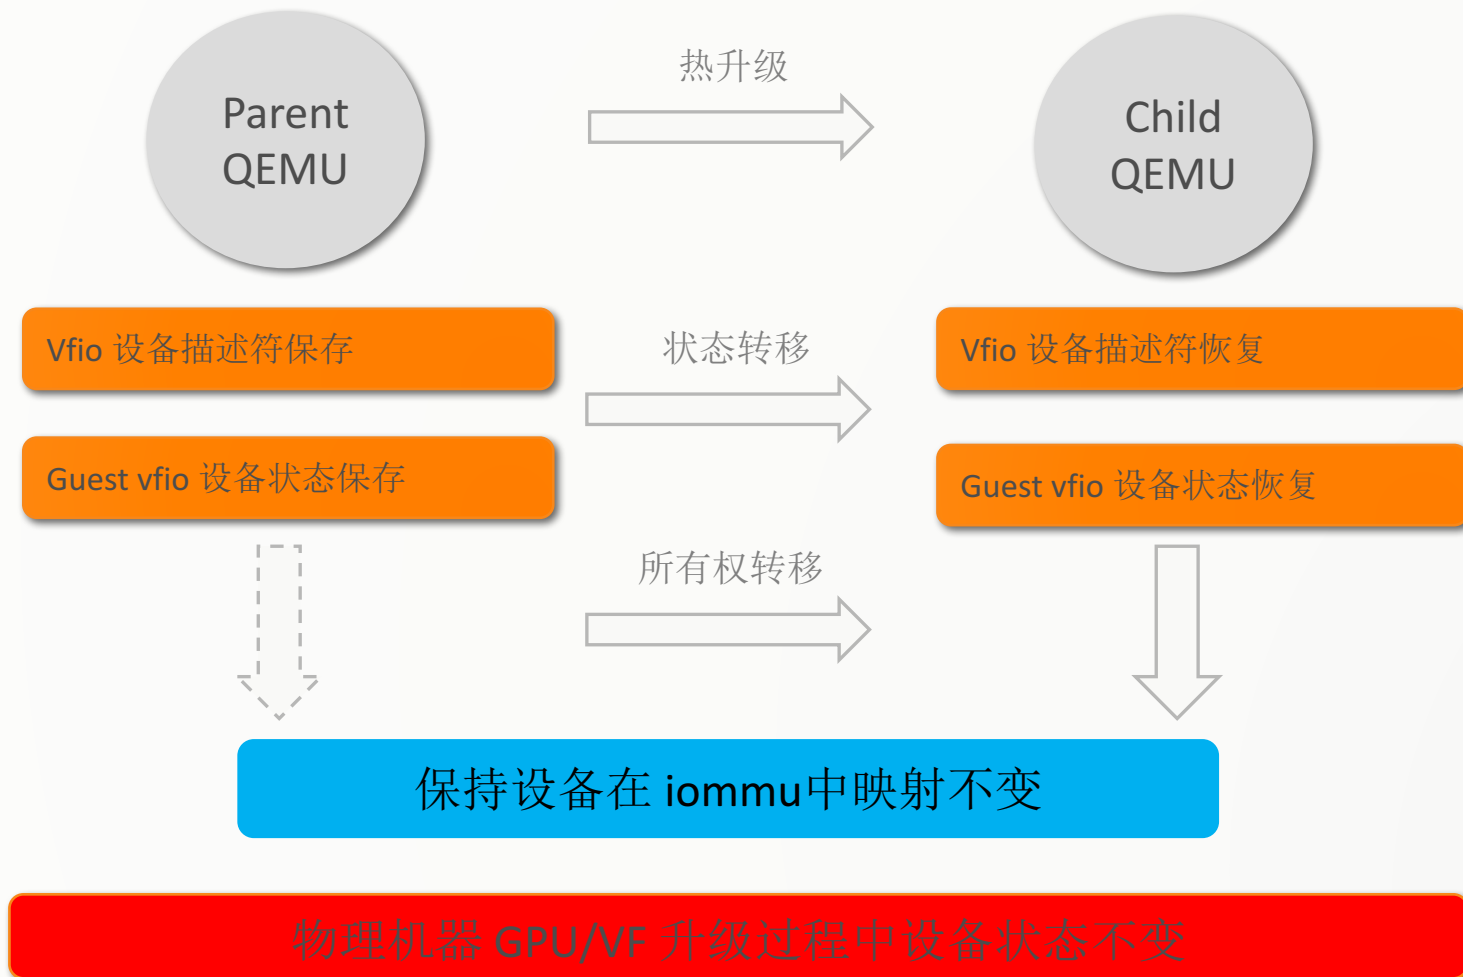 热升级
Parent
QEMU
Child
QEMU
Vfio 设备描述符保存
状态转移
Vfio 设备描述符恢复
Guest vfio 设备状态保存
Guest vfio 设备状态恢复
所有权转移
保持设备在 iommu中映射不变
物理机器 GPU/VF 升级过程中设备状态不变